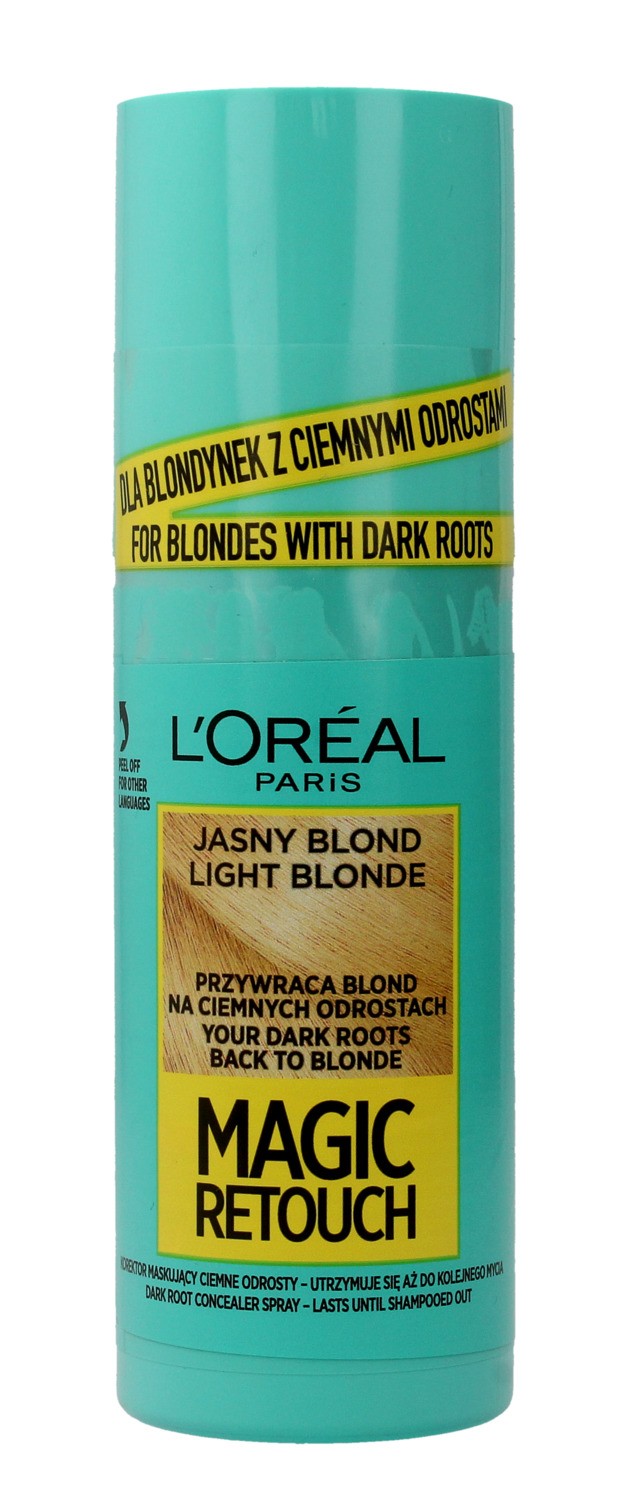 DLA BLONDYNEK Z CIEMNYMI ODROSTAMI
FOR BLONDES WITH DARK ROOTS
L'ORÉAL
PARiS
PEEL OFF
FOR OTHER
LANGUAGES
JASNY BLOND
LIGHT BLONDE
PRZYWRACA BLOND
NA CIEMNYCH ODROSTACH
YOUR DARK ROOTS
BACK TO BLONDE
MAGIC
RETOUCH
KOREKTOR MASKUJĄCY CIEMNE ODROSTY – UTRZYMUJE SIĘ AŻ DO KOLEJNEGO MYCIA
DARK ROOT CONCEALER SPRAY – LASTS UNTIL SHAMPOOED OUT